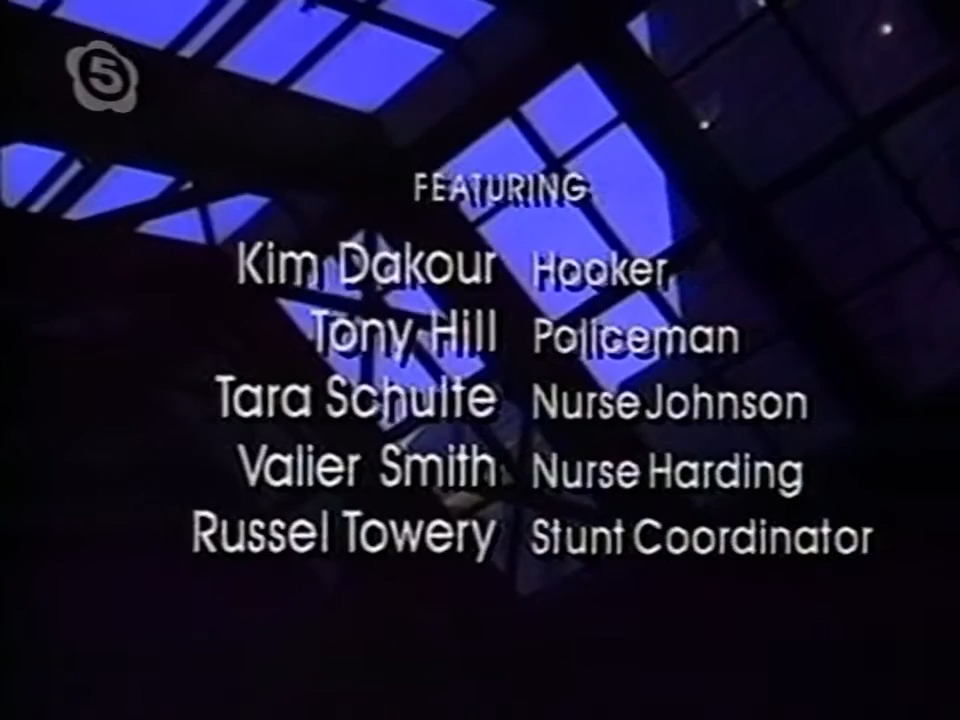 5
FEATURING
Kim Dakour Hooker
Tony Hill Policeman
Tara Schulte Nurse Johnson
Valier Smith Nurse Harding
Russel Towery Stunt Coordinator